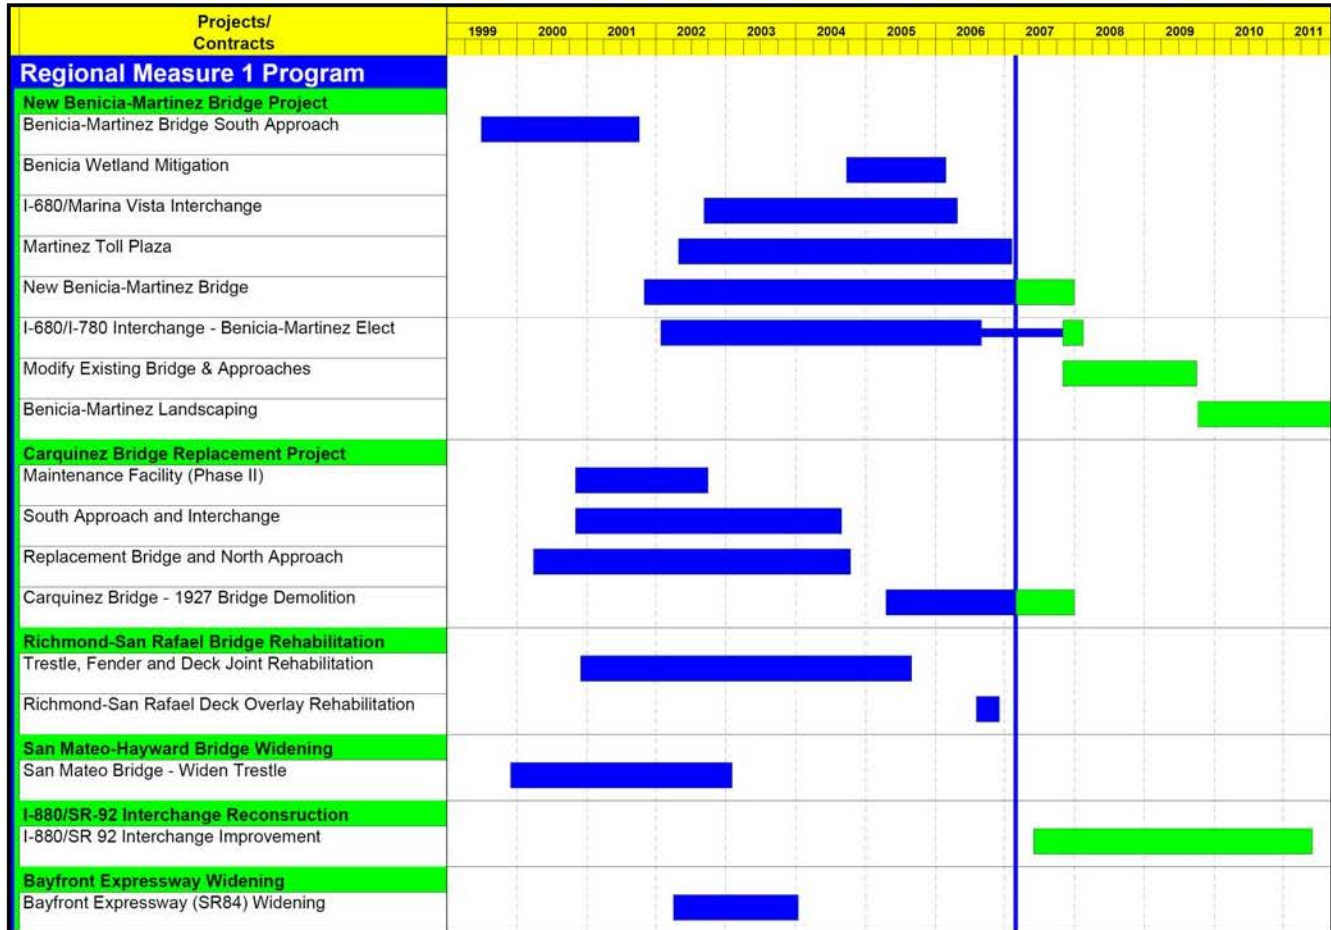 Projects/
Contracts
1999 2000 2001 2002 2003 2004 2005 2006 2007 2008 2009 2010 2011
Regional Measure 1 Program
New Benicia-Martinez Bridge Project
Benicia-Martinez Bridge South Approach
Benicia Wetland Mitigation
I-680/Marina Vista Interchange
Martinez Toll Plaza
New Benicia-Martinez Bridge
I-680/I-780 Interchange - Benicia-Martinez Elect
Modify Existing Bridge & Approaches
Benicia-Martinez Landscaping
Carquinez Bridge Replacement Project
Maintenance Facility (Phase II)
South Approach and Interchange
Replacement Bridge and North Approach
Carquinez Bridge - 1927 Bridge Demolition
Richmond-San Rafael Bridge Rehabilitation
Trestle, Fender and Deck Joint Rehabilitation
Richmond-San Rafael Deck Overlay Rehabilitation
San Mateo-Hayward Bridge Widening
San Mateo Bridge - Widen Trestle
I-880/SR-92 Interchange Reconsruction
I-880/SR 92 Interchange Improvement
Bayfront Expressway Widening
Bayfront Expressway (SR84) Widening